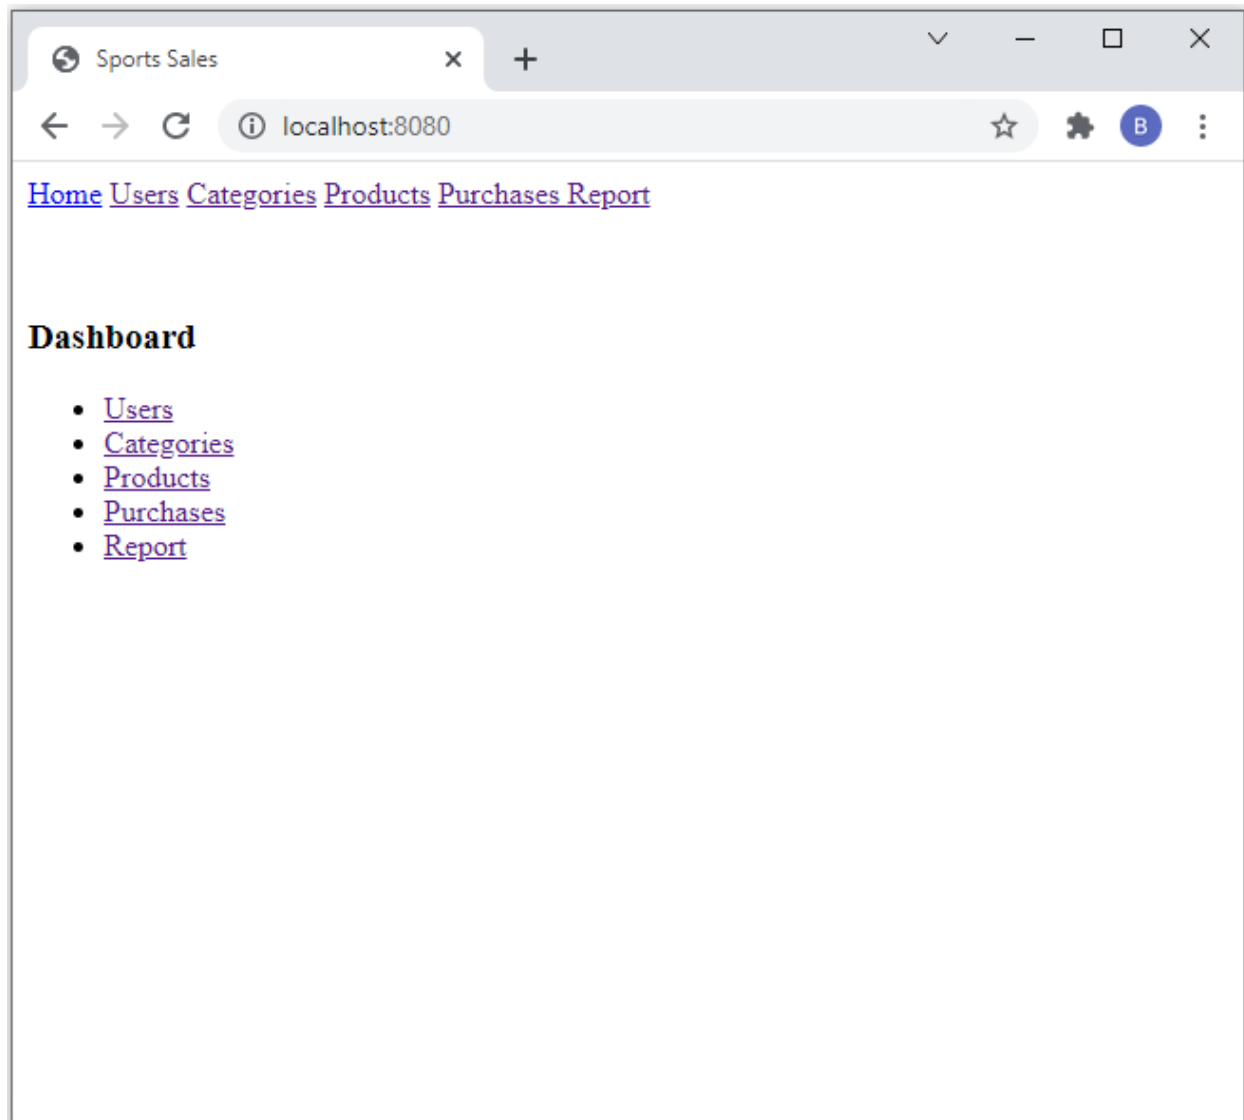 Sports Sales
localhost:8080
B
Home Users Categories Products Purchases Report
Dashboard
Users
Categories
Products
Purchases
Report